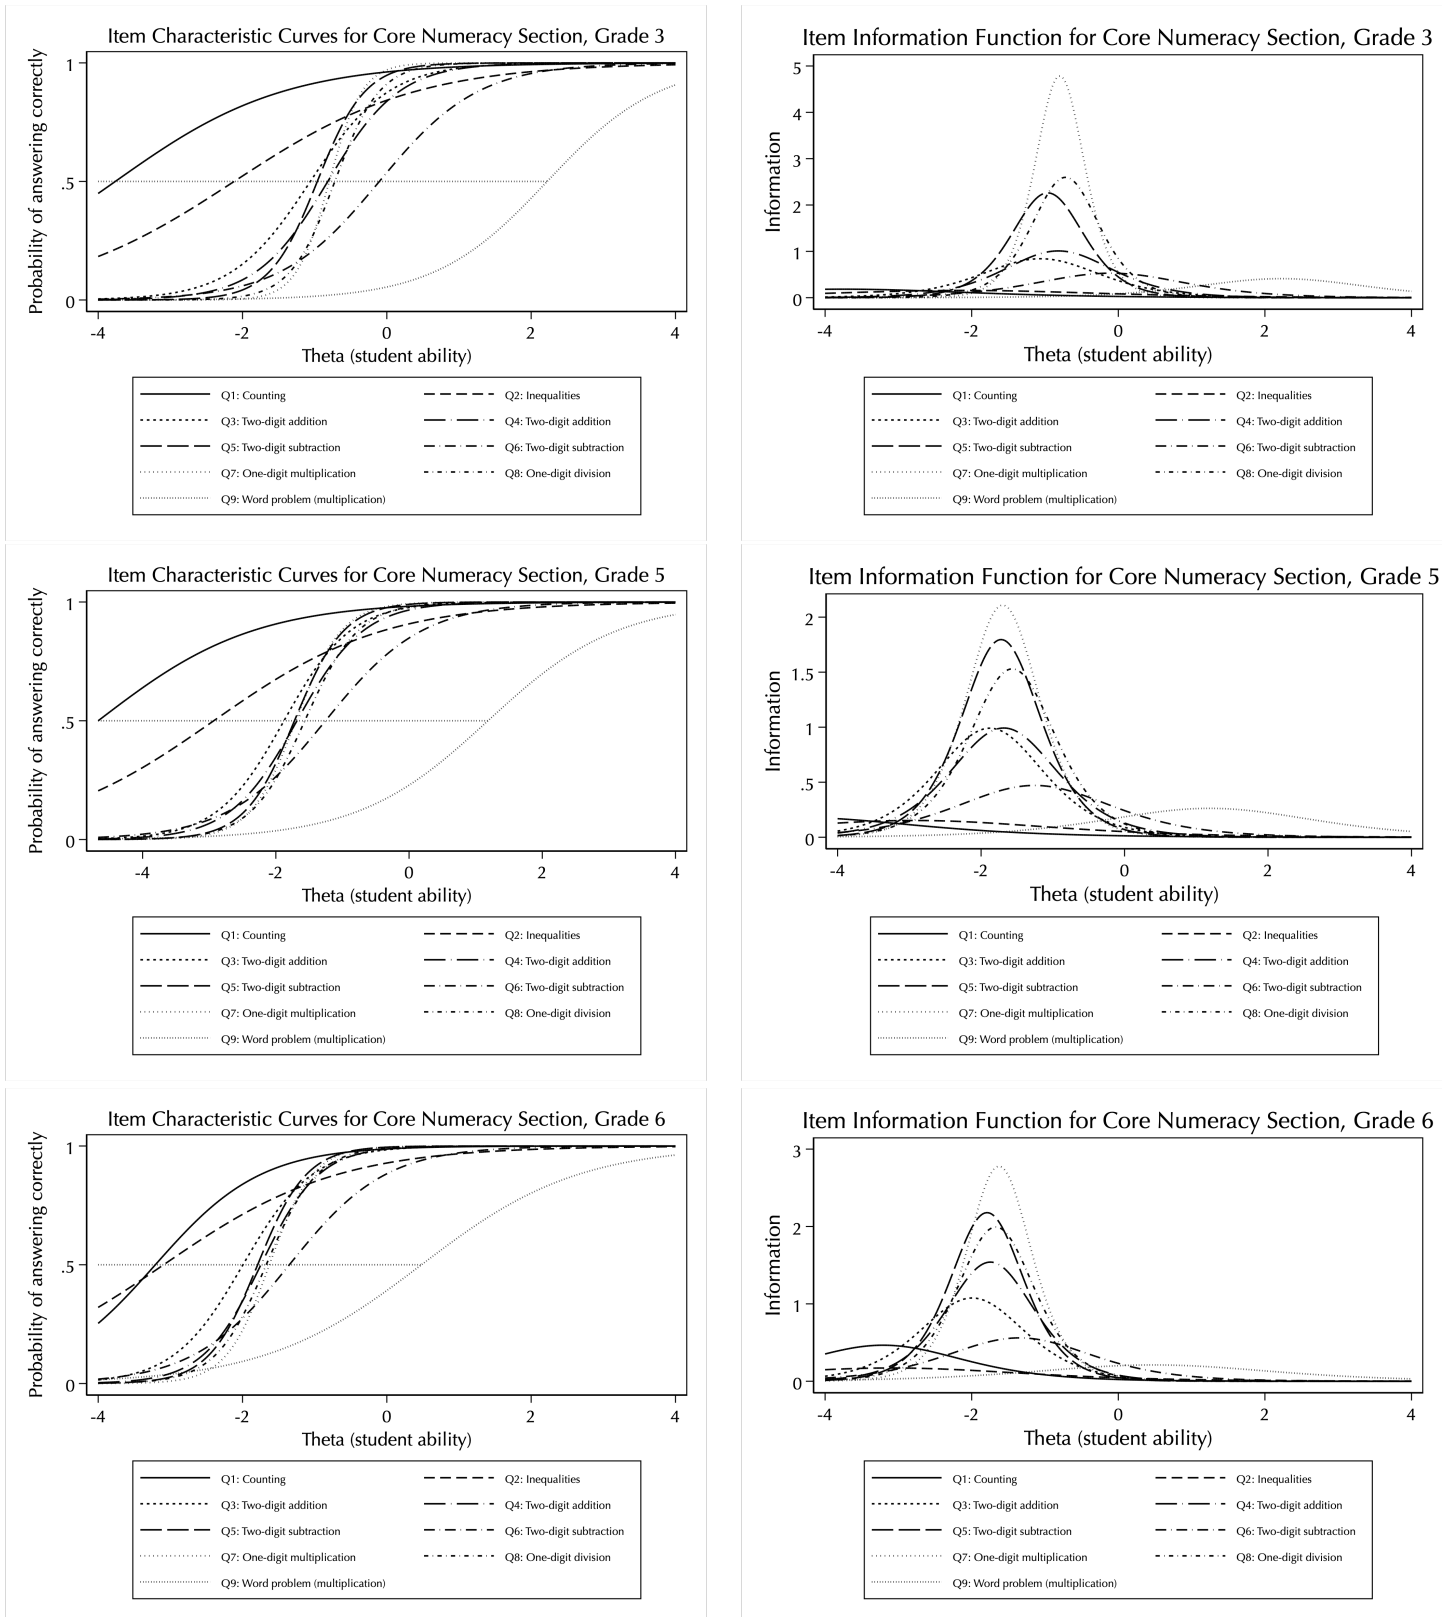 Item Characteristic Curves for Core Numeracy Section, Grade 3
Probability of answering correctly
1
.5
0
-4 -2 0 2 4
Theta (student ability)
Q1: Counting
Q2: Inequalities
Q3: Two-digit addition
Q4: Two-digit addition
Q5: Two-digit subtraction
Q6: Two-digit subtraction
Q7: One-digit multiplication
Q8: One-digit division
Q9: Word problem (multiplication)
Item Information Function for Core Numeracy Section, Grade 3
Information
5
4
3
2
1
0
-4 -2 0 2 4
Theta (student ability)
Q1: Counting
Q2: Inequalities
Q3: Two-digit addition
Q4: Two-digit addition
Q5: Two-digit subtraction
Q6: Two-digit subtraction
Q7: One-digit multiplication
Q8: One-digit division
Q9: Word problem (multiplication)
Item Characteristic Curves for Core Numeracy Section, Grade 5
Probability of answering correctly
1
.5
0
-4 -2 0 2 4
Theta (student ability)
Q1: Counting
Q2: Inequalities
Q3: Two-digit addition
Q4: Two-digit addition
Q5: Two-digit subtraction
Q6: Two-digit subtraction
Q7: One-digit multiplication
Q8: One-digit division
Q9: Word problem (multiplication)
Item Information Function for Core Numeracy Section, Grade 5
Information
2
1.5
1
.5
0
-4 -2 0 2 4
Theta (student ability)
Q1: Counting
Q2: Inequalities
Q3: Two-digit addition
Q4: Two-digit addition
Q5: Two-digit subtraction
Q6: Two-digit subtraction
Q7: One-digit multiplication
Q8: One-digit division
Q9: Word problem (multiplication)
Item Characteristic Curves for Core Numeracy Section, Grade 6
Probability of answering correctly
1
.5
0
-4 -2 0 2 4
Theta (student ability)
Q1: Counting
Q2: Inequalities
Q3: Two-digit addition
Q4: Two-digit addition
Q5: Two-digit subtraction
Q6: Two-digit subtraction
Q7: One-digit multiplication
Q8: One-digit division
Q9: Word problem (multiplication)
Item Information Function for Core Numeracy Section, Grade 6
Information
3
2
1
0
-4 -2 0 2 4
Theta (student ability)
Q1: Counting
Q2: Inequalities
Q3: Two-digit addition
Q4: Two-digit addition
Q5: Two-digit subtraction
Q6: Two-digit subtraction
Q7: One-digit multiplication
Q8: One-digit division
Q9: Word problem (multiplication)